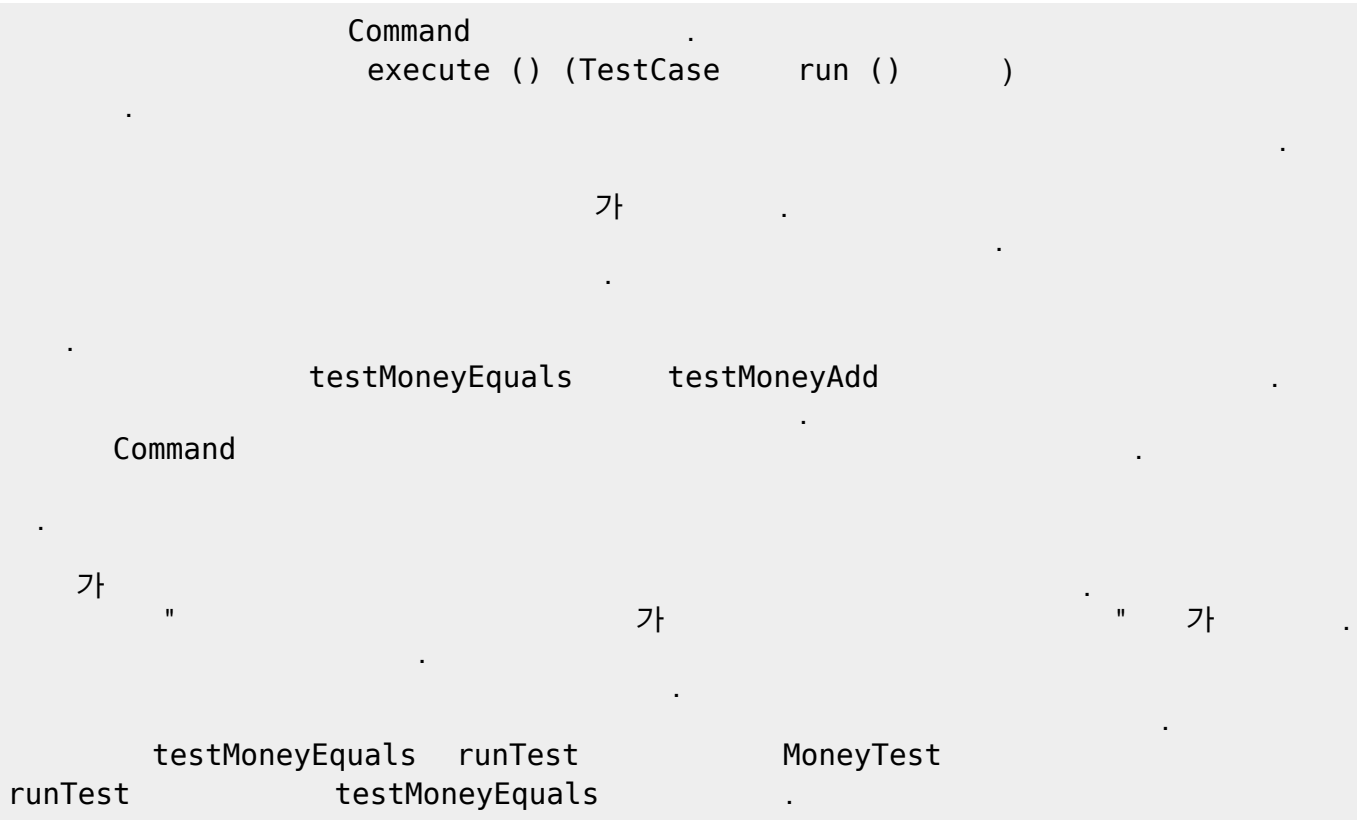 Command .
execute () (TestCase run () )
.
.
가 .
.
.
.
testMoneyEquals testMoneyAdd .
.
Command .
.
가 .
" 가 " 가 .
.
.
.
testMoneyEquals runTest MoneyTest
runTest testMoneyEquals .